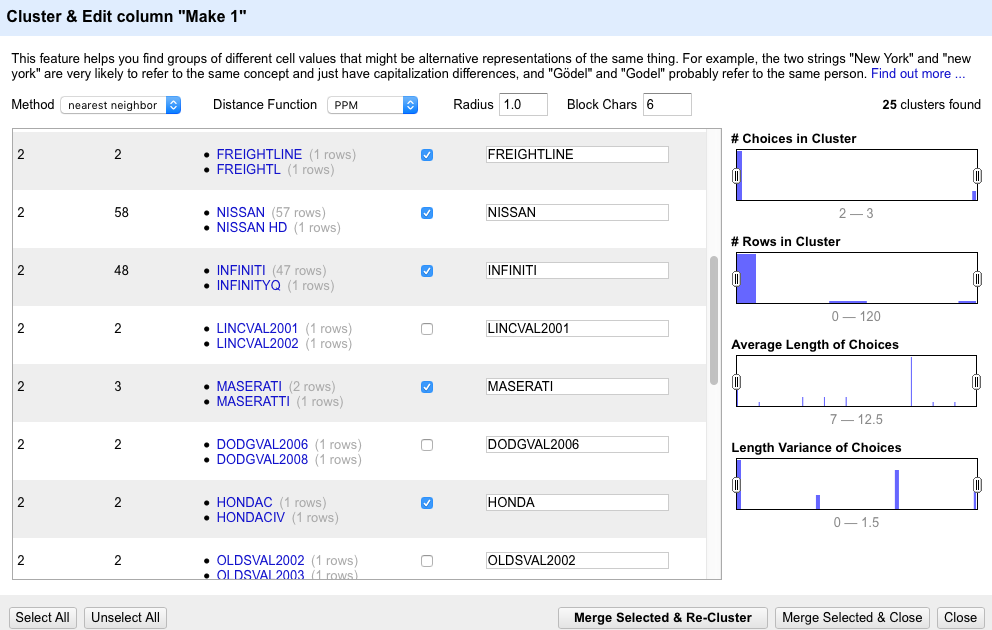 Cluster & Edit column "Make 1"
This feature helps you find groups of different cell values that might be alternative representations of the same thing. For example, the two strings "New York" and "new
york" are very likely to refer to the same concept and just have capitalization differences, and "Gödel" and "Godel" probably refer to the same person. Find out more ...
Method nearest neighbor Distance Function PPM Radius 1.0 Block Chars 6 25 clusters found
2 2 • FREIGHTLINE (1 rows) FREIGHTLINE
• FREIGHTL (1 rows)
2 58 • NISSAN (57 rows) NISSAN
• NISSAN HD (1 rows)
2 48 • INFINITI (47 rows) INFINITI
• INFINITYQ (1 rows)
2 2 • LINCVAL2001 (1 rows) LINCVAL2001
• LINCVAL2002 (1 rows)
2 3 • MASERATI (2 rows) MASERATI
• MASERATTI (1 rows)
2 2 • DODGVAL2006 (1 rows) DODGVAL2006
• DODGVAL2008 (1 rows)
2 2 • HONDAC (1 rows) HONDA
• HONDACIV (1 rows)
2 2 • OLDSVAL2002 (1 rows) OLDSVAL2002
• OLDSVAL2003 (1 rows)
# Choices in Cluster
2 — 3
# Rows in Cluster
0 — 120
Average Length of Choices
7 — 12.5
Length Variance of Choices
0 — 1.5
Select All Unselect All Merge Selected & Re-Cluster Merge Selected & Close Close